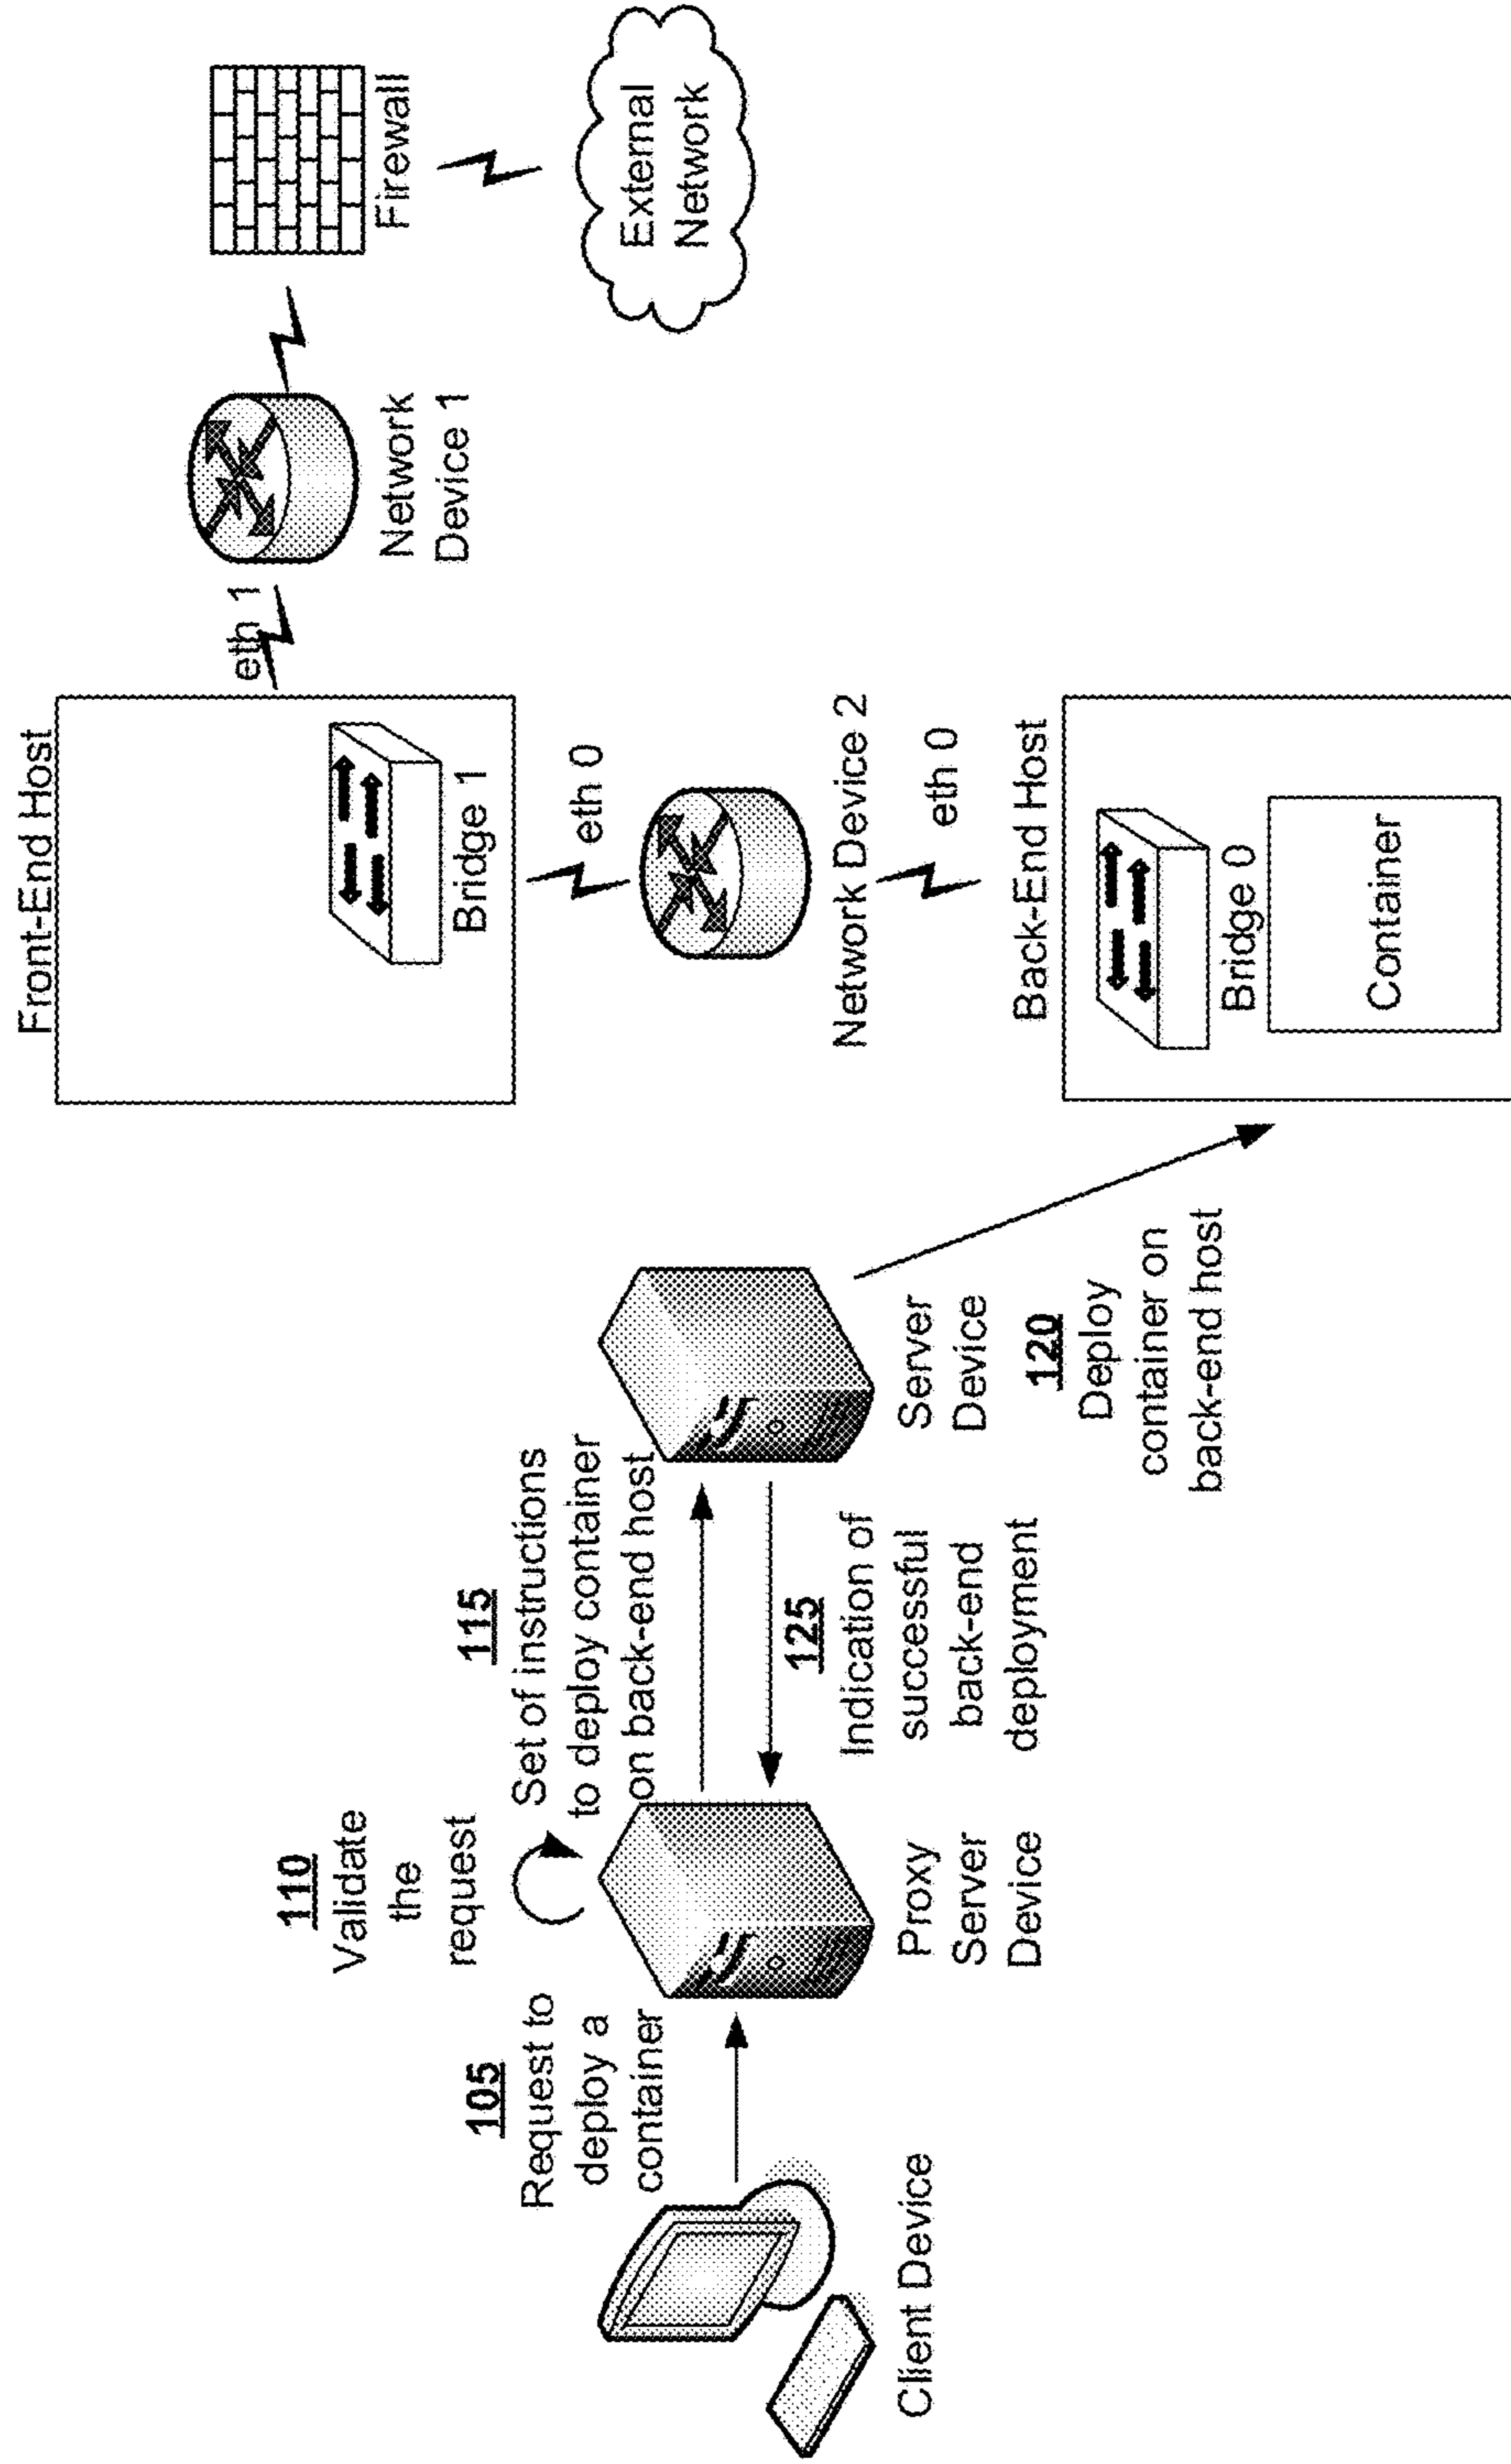 105
Request to
deploy a
container
Client Device
110
Validate
the
request
Proxy
Server
Device
115
Set of instructions
to deploy container
on back-end host
125
Indication of
successful
back-end
deployment
Server
Device
120
Deploy
container on
back-end host
Front-End Host
Bridge 1
eth 1
eth 0
Network Device 2
eth 0
Back-End Host
Bridge 0
Container
Network
Device 1
Firewall
External
Network